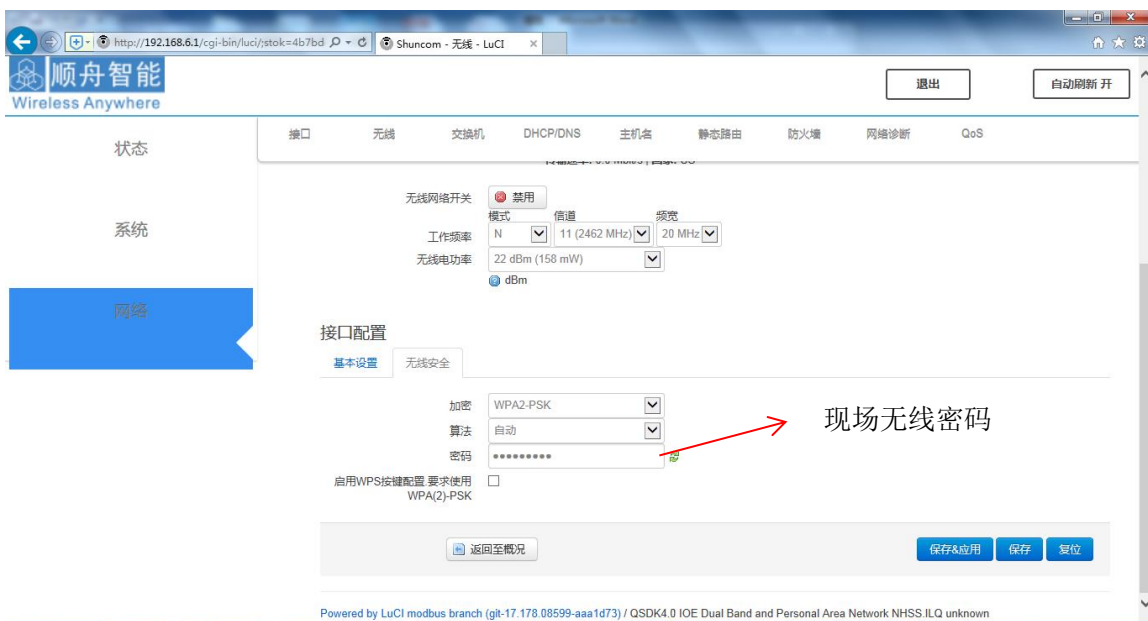 http://192.168.6.1/cgi-bin/luci/;stok=4b7bd
Shuncom - 无线 - LuCI
顺舟智能
Wireless Anywhere
退出
自动刷新 开
状态
系统
网络
接口 无线 交换机 DHCP/DNS 主机名 静态路由 防火墙 网络诊断 QoS
无线网络开关 禁用
模式 信道 频宽
工作频率 N 11 (2462 MHz) 20 MHz
无线电功率 22 dBm (158 mW)
dBm
接口配置
基本设置 无线安全
加密 WPA2-PSK
算法 自动
密码 •••••••••
现场无线密码
启用WPS按键配置,要求使用
WPA(2)-PSK
返回至概况
保存&应用 保存 复位
Powered by LuCI modbus branch (git-17.178.08599-aaa1d73) / QSDK4.0 IOE Dual Band and Personal Area Network NHSS.ILQ unknown